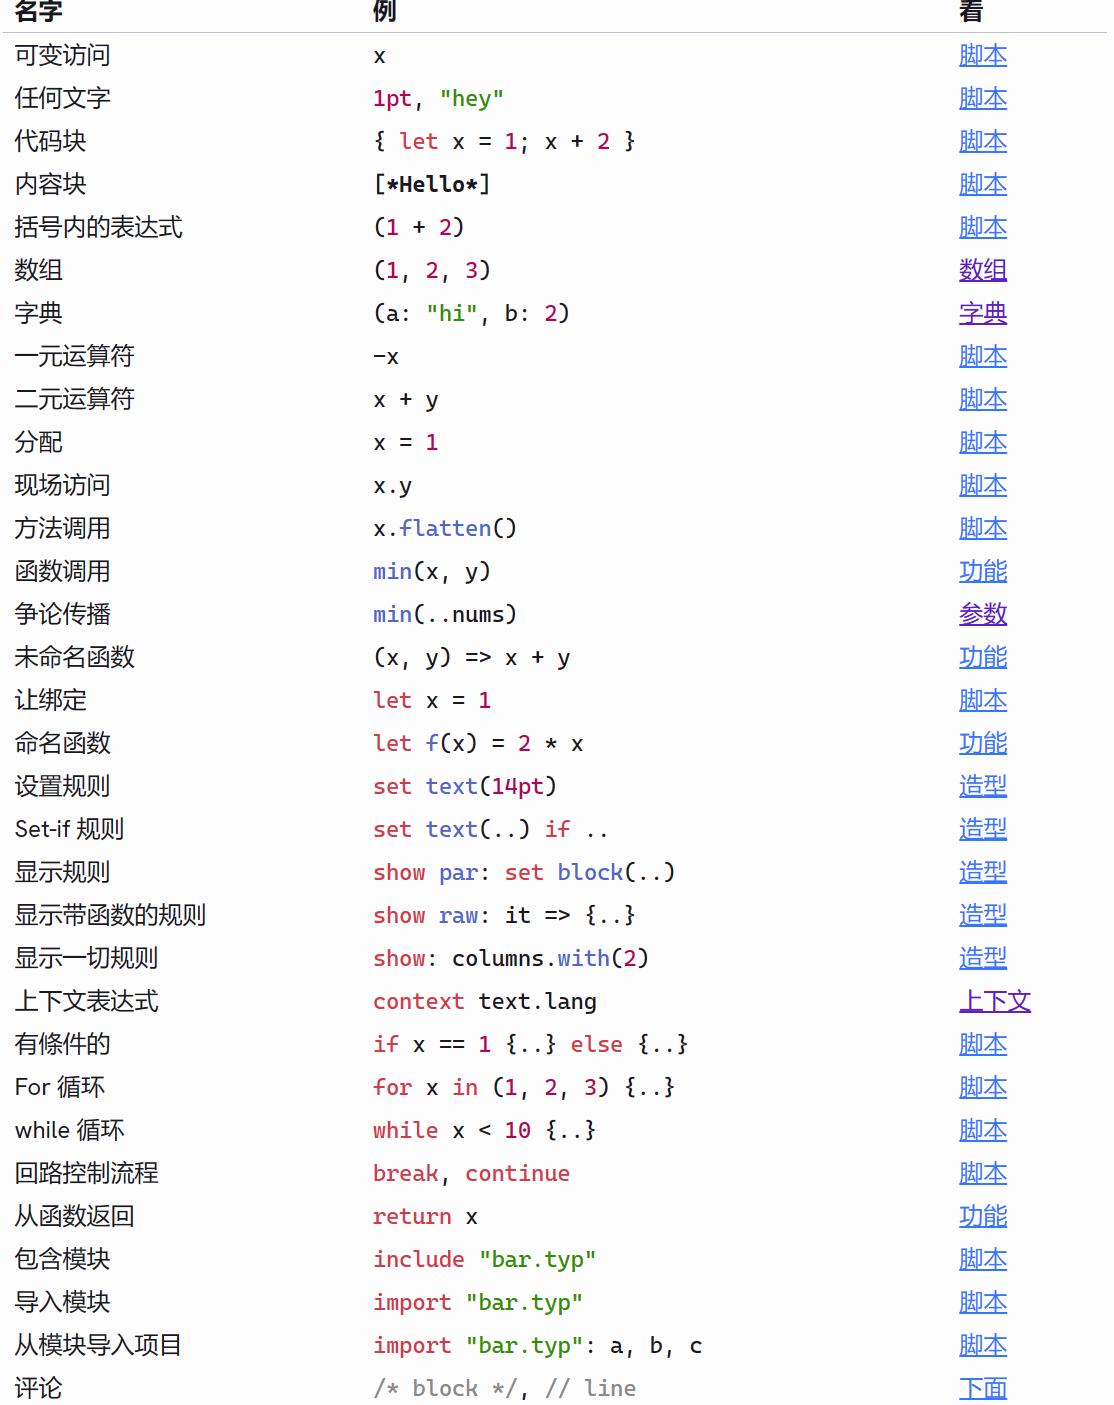 名字 例 看
可变访问 x 脚本
任何文字 1pt, "hey" 脚本
代码块 { let x = 1; x + 2 } 脚本
内容块 [*Hello*] 脚本
括号内的表达式 (1 + 2) 脚本
数组 (1, 2, 3) 数组
字典 (a: "hi", b: 2) 字典
一元运算符 -x 脚本
二元运算符 x + y 脚本
分配 x = 1 脚本
现场访问 x.y 脚本
方法调用 x.flatten() 脚本
函数调用 min(x, y) 功能
争论传播 min(..nums) 参数
未命名函数 (x, y) => x + y 功能
让绑定 let x = 1 脚本
命名函数 let f(x) = 2 * x 功能
设置规则 set text(14pt) 造型
Set-if 规则 set text(..) if .. 造型
显示规则 show par: set block(..) 造型
显示带函数的规则 show raw: it => {..} 造型
显示一切规则 show: columns.with(2) 造型
上下文表达式 context text.lang 上下文
有條件的 if x == 1 {..} else {..} 脚本
For 循环 for x in (1, 2, 3) {..} 脚本
while 循环 while x < 10 {..} 脚本
回路控制流程 break, continue 脚本
从函数返回 return x 功能
包含模块 include "bar.typ" 脚本
导入模块 import "bar.typ" 脚本
从模块导入项目 import "bar.typ": a, b, c 脚本
评论 /* block */, // line 下面